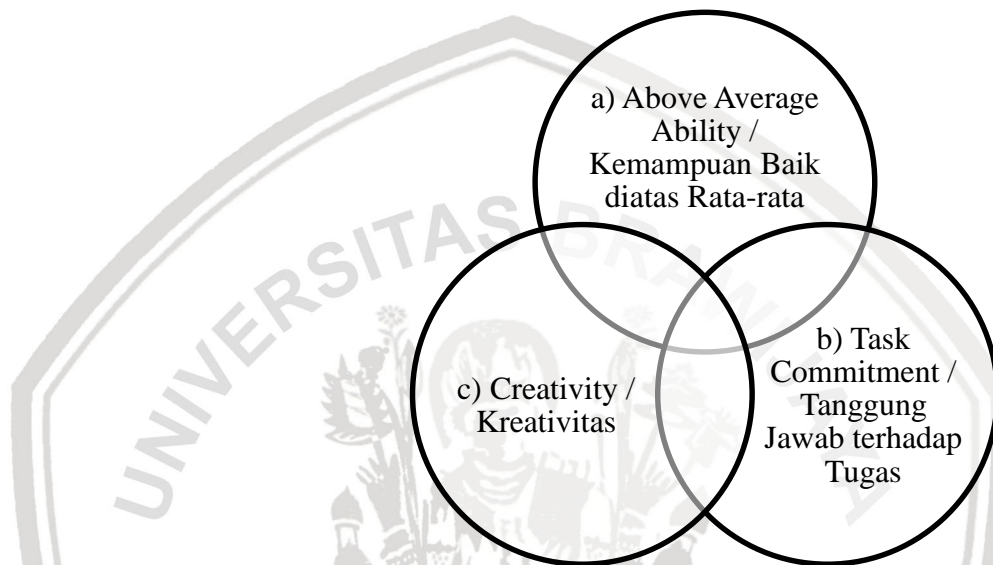 a) Above Average
Ability /
Kemampuan Baik
diatas Rata-rata
UNIVERSITAS BRAWIJAYA
b) Task
Commitment /
Tanggung
Jawab terhadap
Tugas
c) Creativity /
Kreativitas